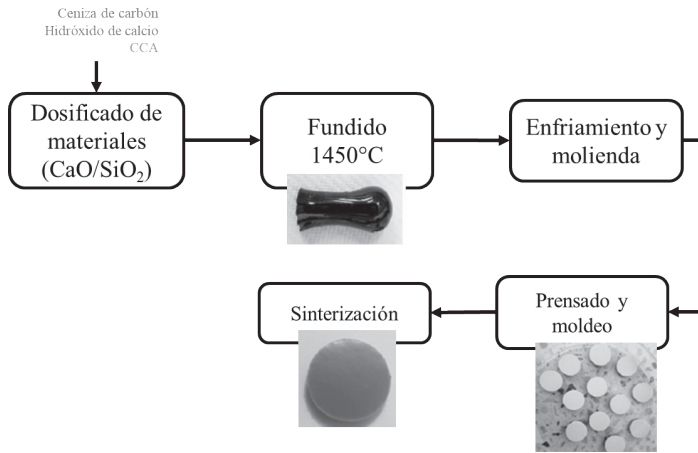 Ceniza de carbón
Hidróxido de calcio
CCA
Dosificado de
materiales
(CaO/SiO₂)
Fundido
1450°C
Enfriamiento y
molienda
Prensado y
moldeo
Sinterización